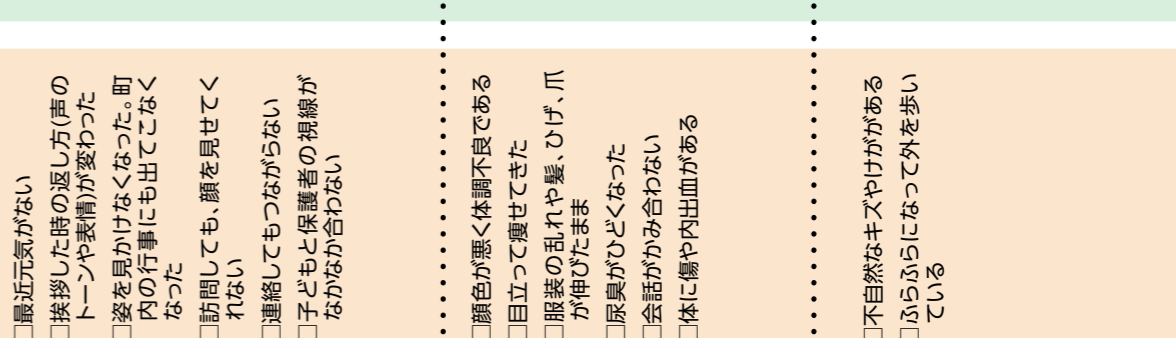 □最近元気がない
□挨拶した時の返し方(声の
トーンや表情)が変わった
□姿を見かけなくなった。町
内の行事にも出てこなく
なった
□訪問しても、顔を見せてく
れない
□連絡してもつながらない
□子どもと保護者の視線が
なかなか合わない
□顔色が悪く体調不良である
□目立って痩せてきた
□服装の乱れや髪、ひげ、爪
が伸びたまま
□尿臭がひどくなった
□会話がかみ合わない
□体に傷や内出血がある
□不自然なキズやけががある
□ふらふらになって外を歩い
ている